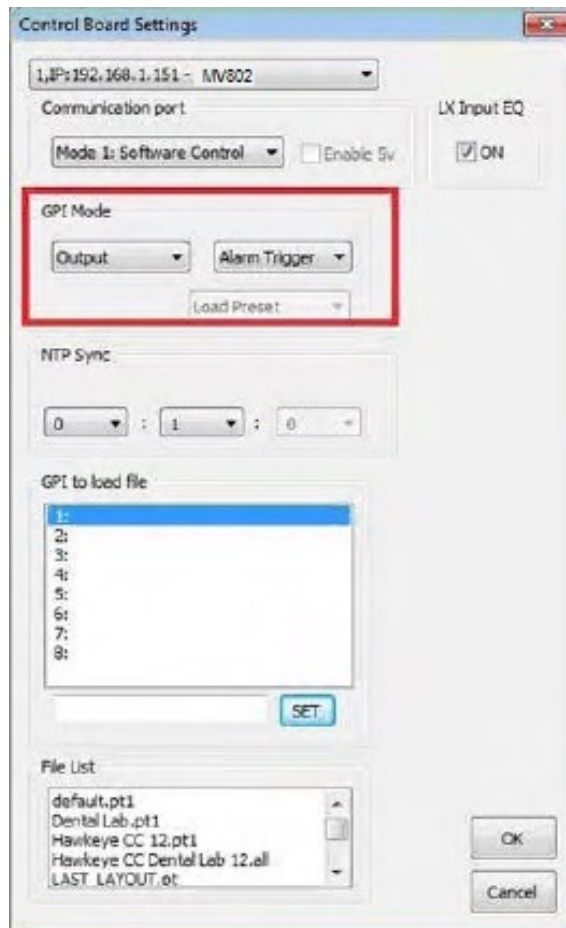 Control Board Settings
1,IP:192.168.1.151 - MV802
Communication port
LX Input EQ
Mode 1: Software Control
Enable 5v
ON
GPI Mode
Output
Alarm Trigger
Load Preset
NTP Sync
0 : 1 : 0
GPI to load file
1:
2:
3:
4:
5:
6:
7:
8:
SET
File List
default.pt1
Dental Lab.pt1
Hawkeye CC 12.pt1
Hawkeye CC Dental Lab 12.all
LAST LAYOUT.pt
OK
Cancel